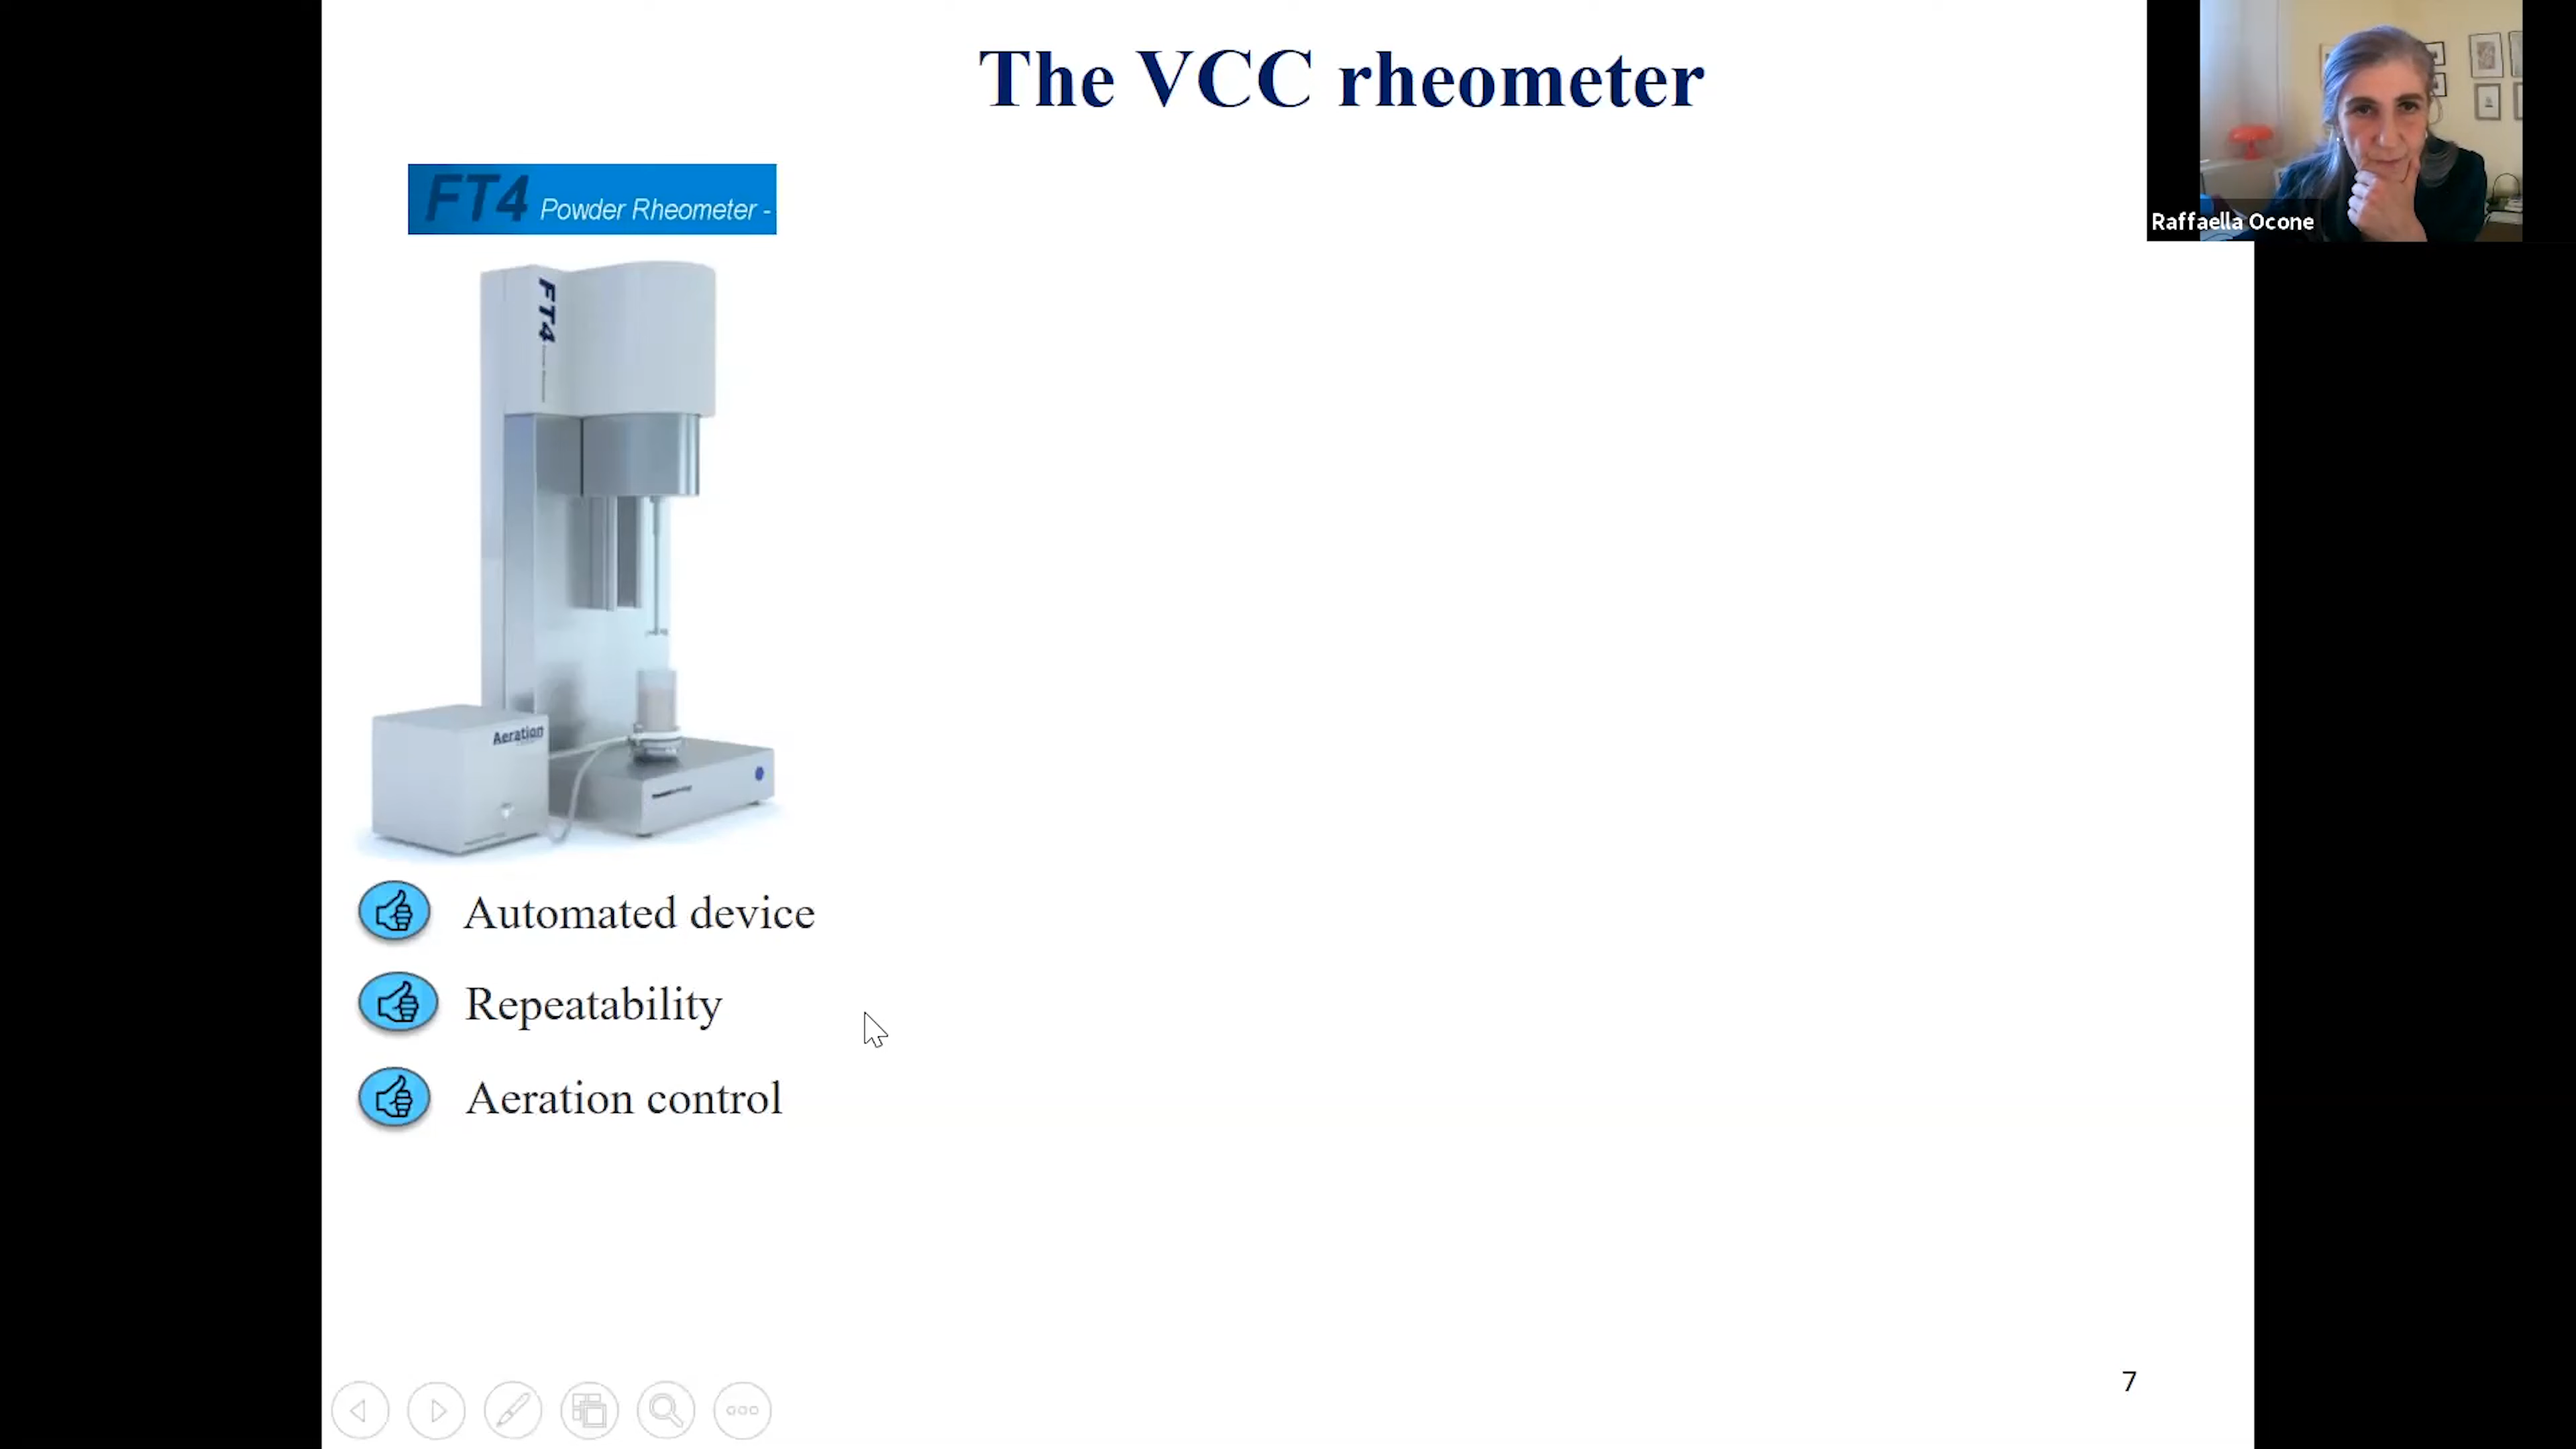 The VCC rheometer
Raffaella Ocone
FT4 Powder Rheometer -
FT4
Aeration
Automated device
Repeatability
Aeration control
7